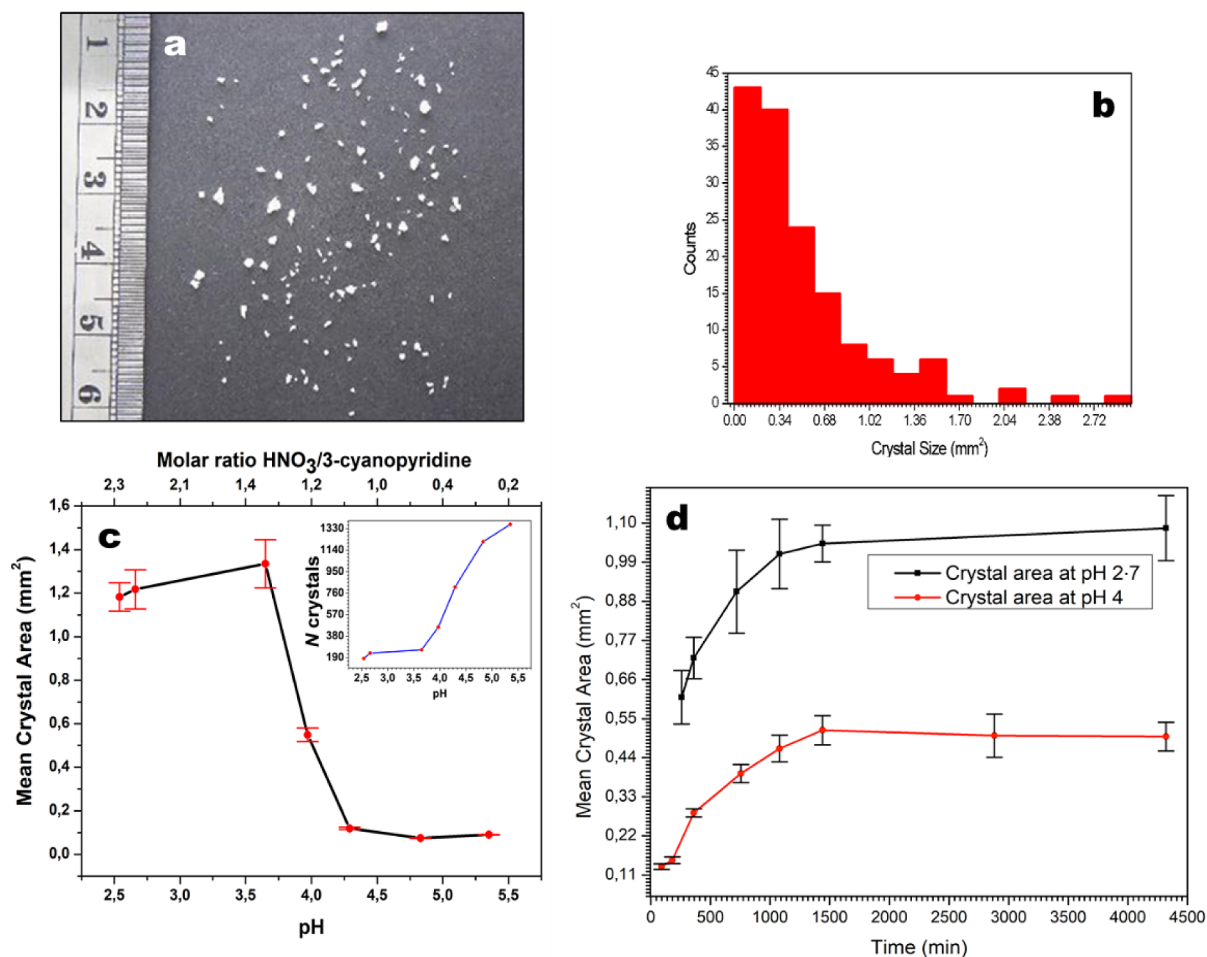 a
1
2
3
4
5
6
b
45
40
35
30
25
20
15
10
5
0
Counts
0.00 0.34 0.68 1.02 1.36 1.70 2.04 2.38 2.72
Crystal Size (mm²)
Molar ratio HNO₃/3-cyanopyridine
2,3 2,1 1,4 1,2 1,0 0,4 0,2
c
1,6
1,4
1,2
1,0
0,8
0,6
0,4
0,2
0,0
Mean Crystal Area (mm²)
2,5 3,0 3,5 4,0 4,5 5,0 5,5
pH
1330
1140
950
760
570
380
190
N crystals
2,5 3,0 3,5 4,0 4,5 5,0 5,5
pH
d
1,10
0,99
0,88
0,77
0,66
0,55
0,44
0,33
0,22
0,11
Mean Crystal Area (mm²)
Crystal area at pH 2·7
Crystal area at pH 4
0 500 1000 1500 2000 2500 3000 3500 4000 4500
Time (min)